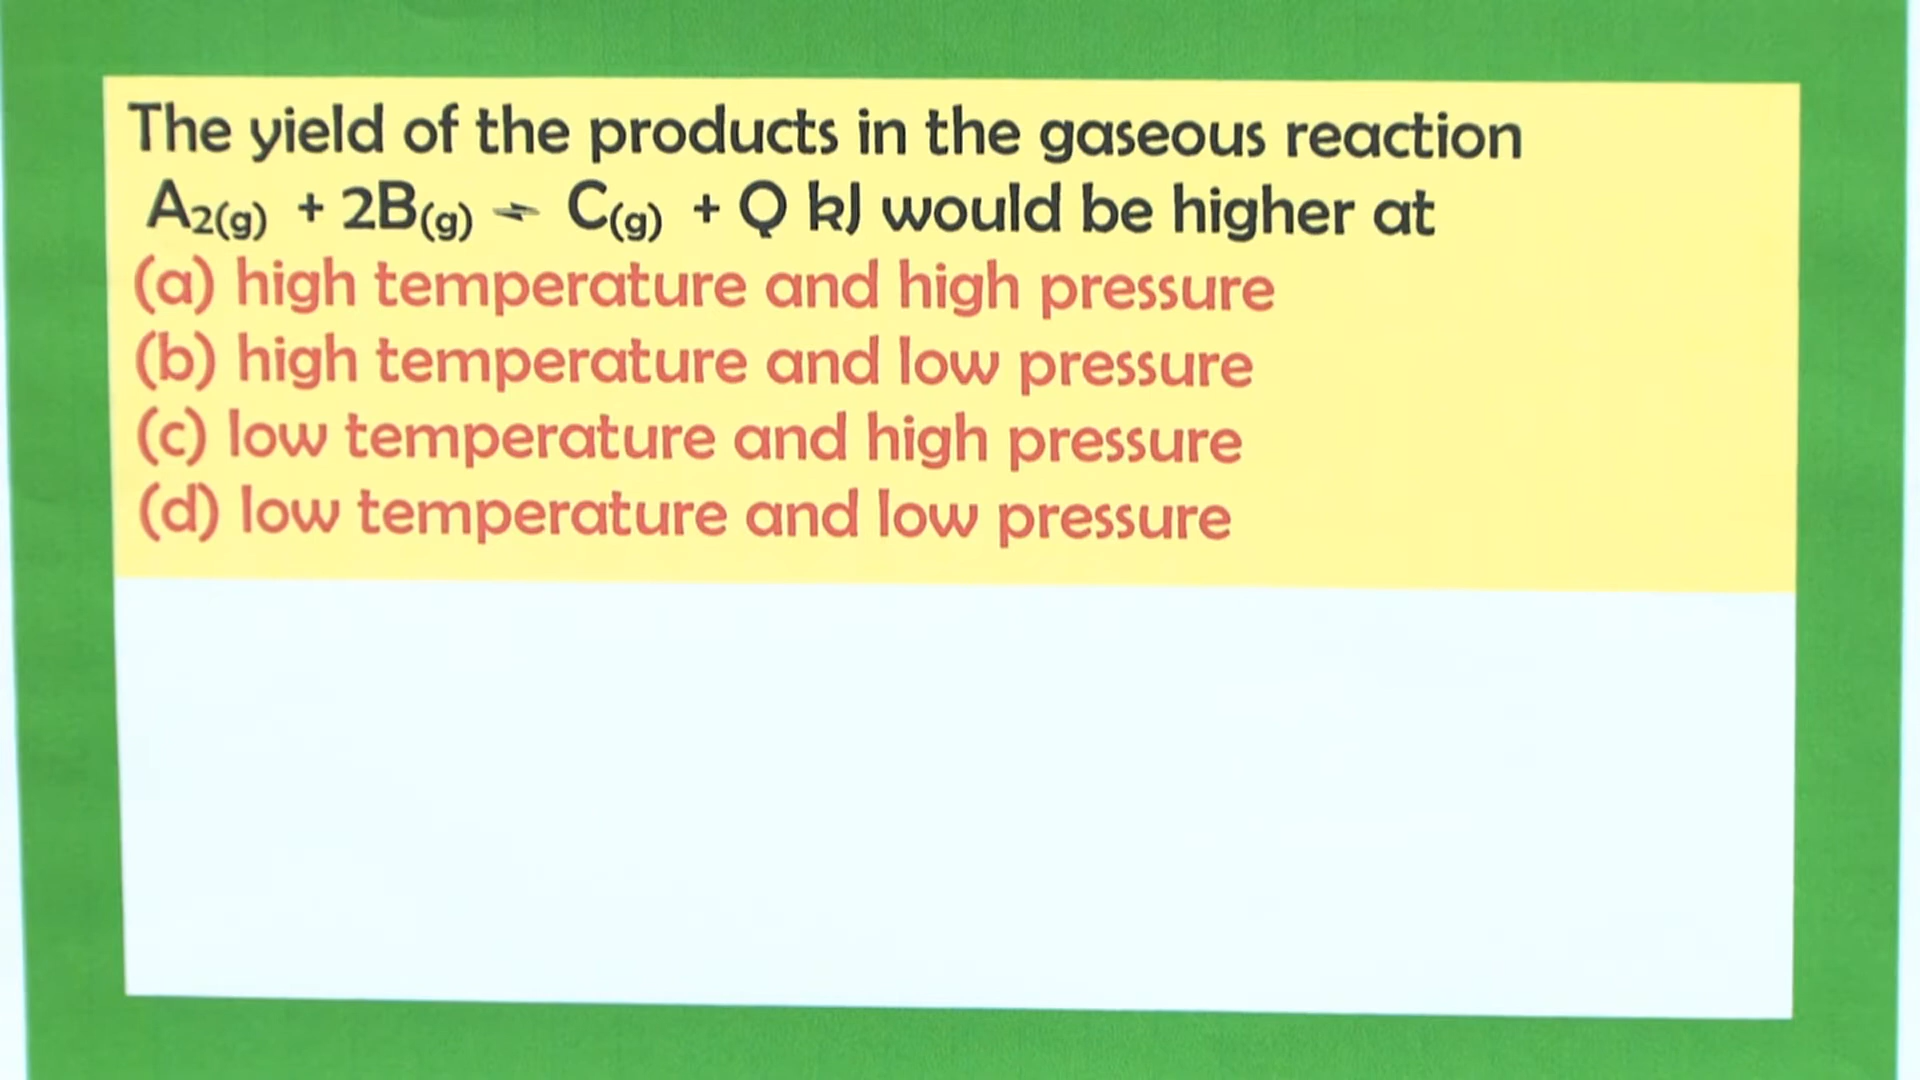 The yield of the products in the gaseous reaction
A₂(g) + 2B(g) ⇌ C(g) + Q kJ would be higher at
(a) high temperature and high pressure
(b) high temperature and low pressure
(c) low temperature and high pressure
(d) low temperature and low pressure